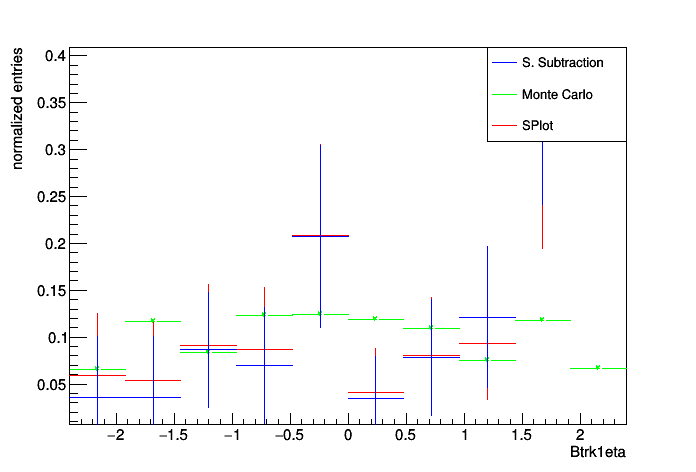 normalized entries
0.4
0.35
0.3
0.25
0.2
0.15
0.1
0.05
S. Subtraction
Monte Carlo
SPlot
−2 −1.5 −1 −0.5 0 0.5 1 1.5 2
Btrk1eta